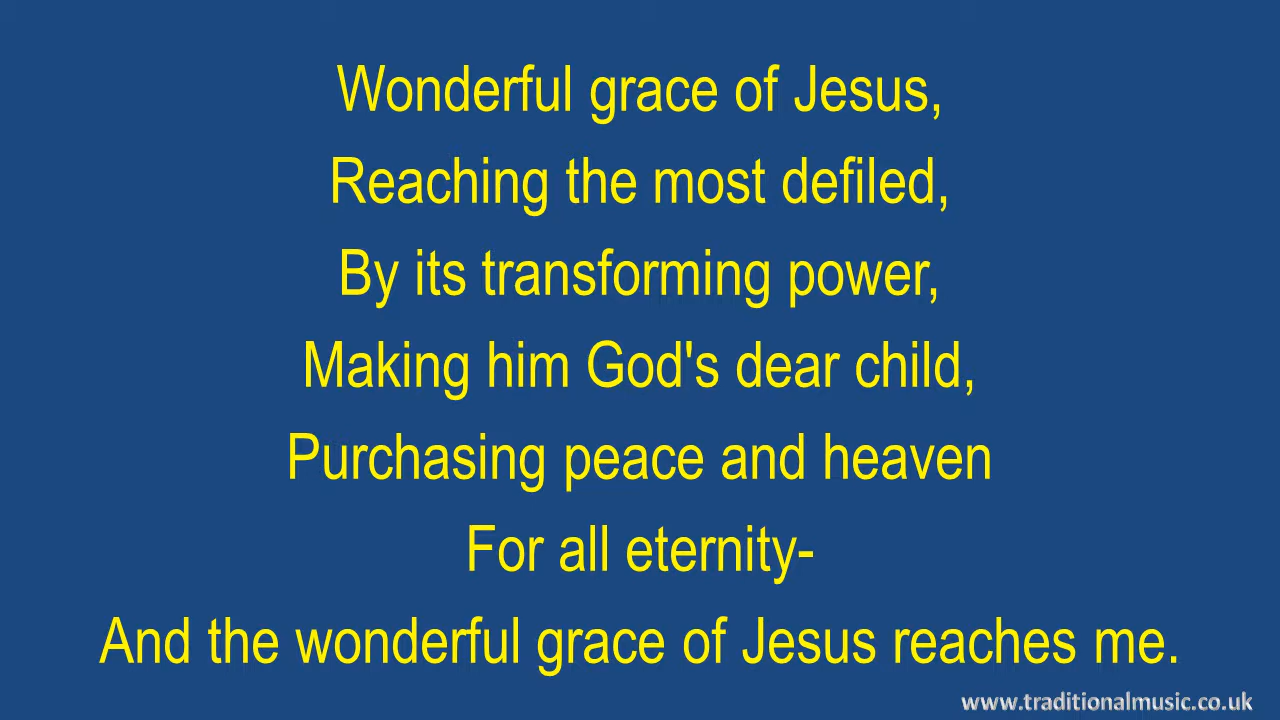 Wonderful grace of Jesus,
Reaching the most defiled,
By its transforming power,
Making him God's dear child,
Purchasing peace and heaven
For all eternity-
And the wonderful grace of Jesus reaches me.
www.traditionalmusic.co.uk